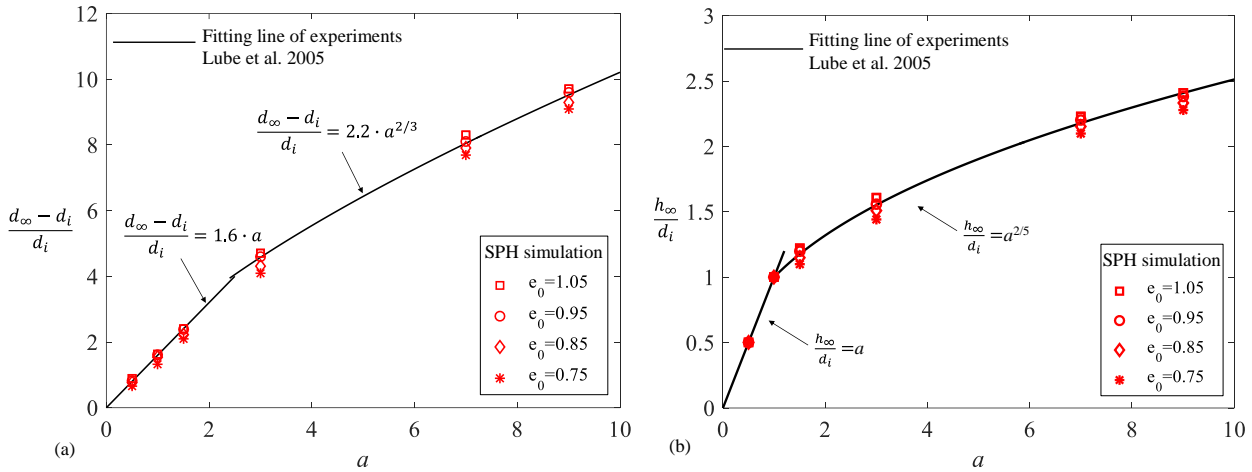 (a)
12
10
8
6
4
2
0
0 2 4 6 8 10
a
(d∞ − di)/di
Fitting line of experiments
Lube et al. 2005
(d∞ − di)/di = 2.2 · a^2/3
(d∞ − di)/di = 1.6 · a
SPH simulation
e0=1.05
e0=0.95
e0=0.85
e0=0.75
(b)
3
2.5
2
1.5
1
0.5
0
0 2 4 6 8 10
a
h∞/di
Fitting line of experiments
Lube et al. 2005
h∞/di =a^2/5
h∞/di =a
SPH simulation
e0=1.05
e0=0.95
e0=0.85
e0=0.75